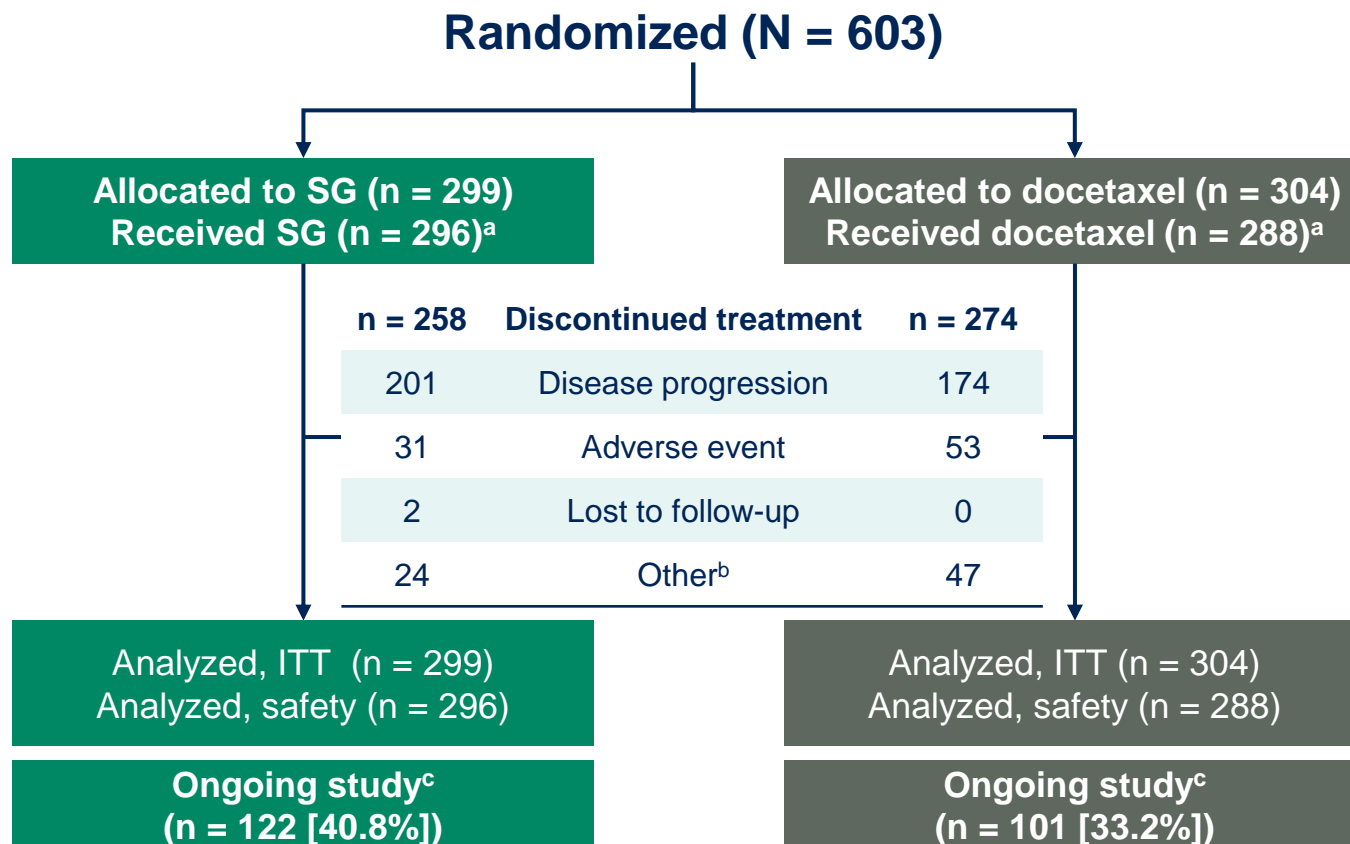 Randomized (N = 603)
Allocated to SG (n = 299)
Received SG (n = 296)ᵃ
Allocated to docetaxel (n = 304)
Received docetaxel (n = 288)ᵃ
n = 258 Discontinued treatment n = 274
201 Disease progression 174
31 Adverse event 53
2 Lost to follow-up 0
24 Otherᵇ 47
Analyzed, ITT (n = 299)
Analyzed, safety (n = 296)
Analyzed, ITT (n = 304)
Analyzed, safety (n = 288)
Ongoing studyᶜ
(n = 122 [40.8%])
Ongoing studyᶜ
(n = 101 [33.2%])